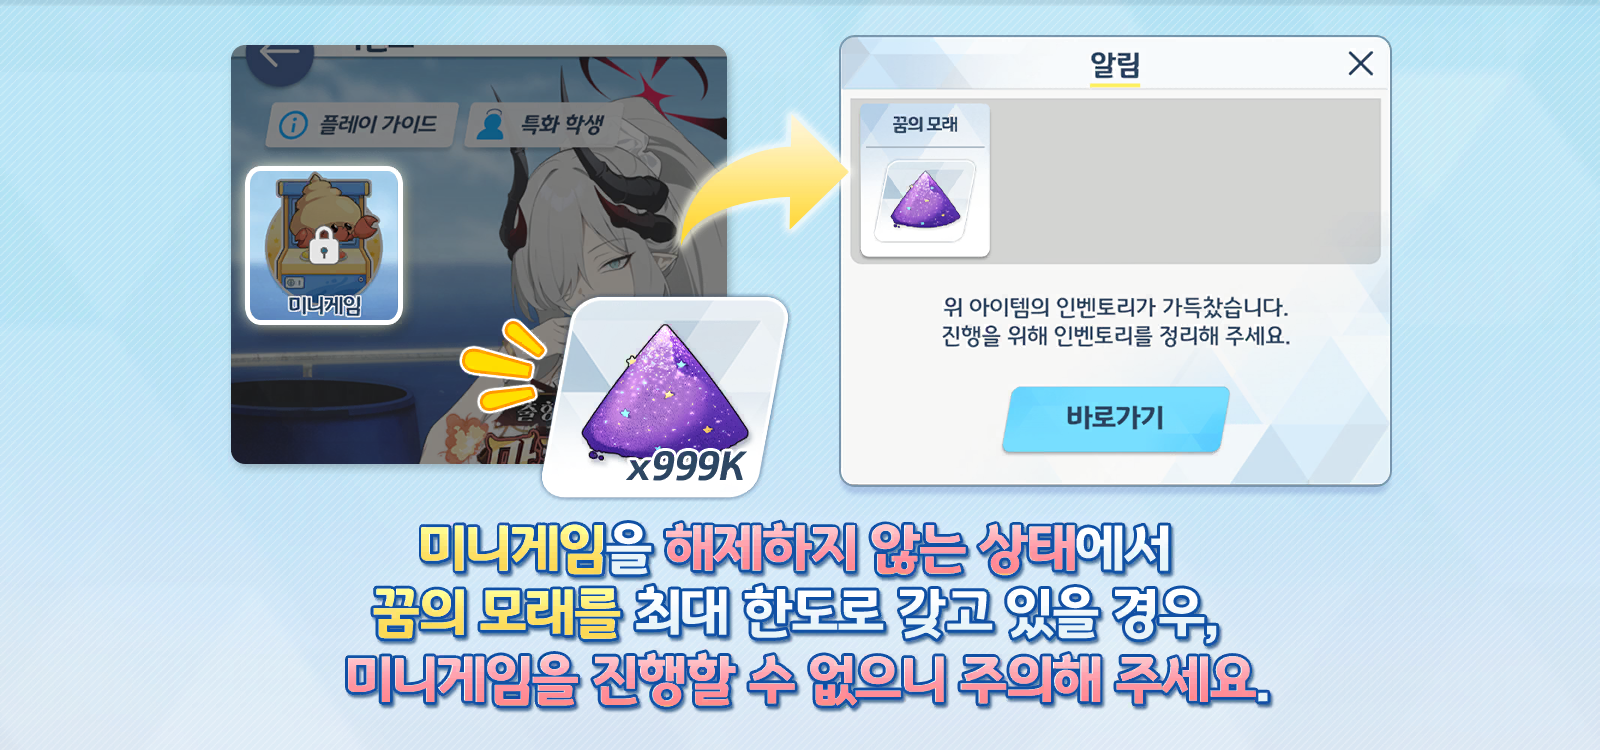 플레이 가이드
특화 학생
미니게임
x999K
알림
꿈의 모래
위 아이템의 인벤토리가 가득찼습니다.
진행을 위해 인벤토리를 정리해 주세요.
바로가기
미니게임을 해제하지 않는 상태에서
꿈의 모래를 최대 한도로 갖고 있을 경우,
미니게임을 진행할 수 없으니 주의해 주세요.